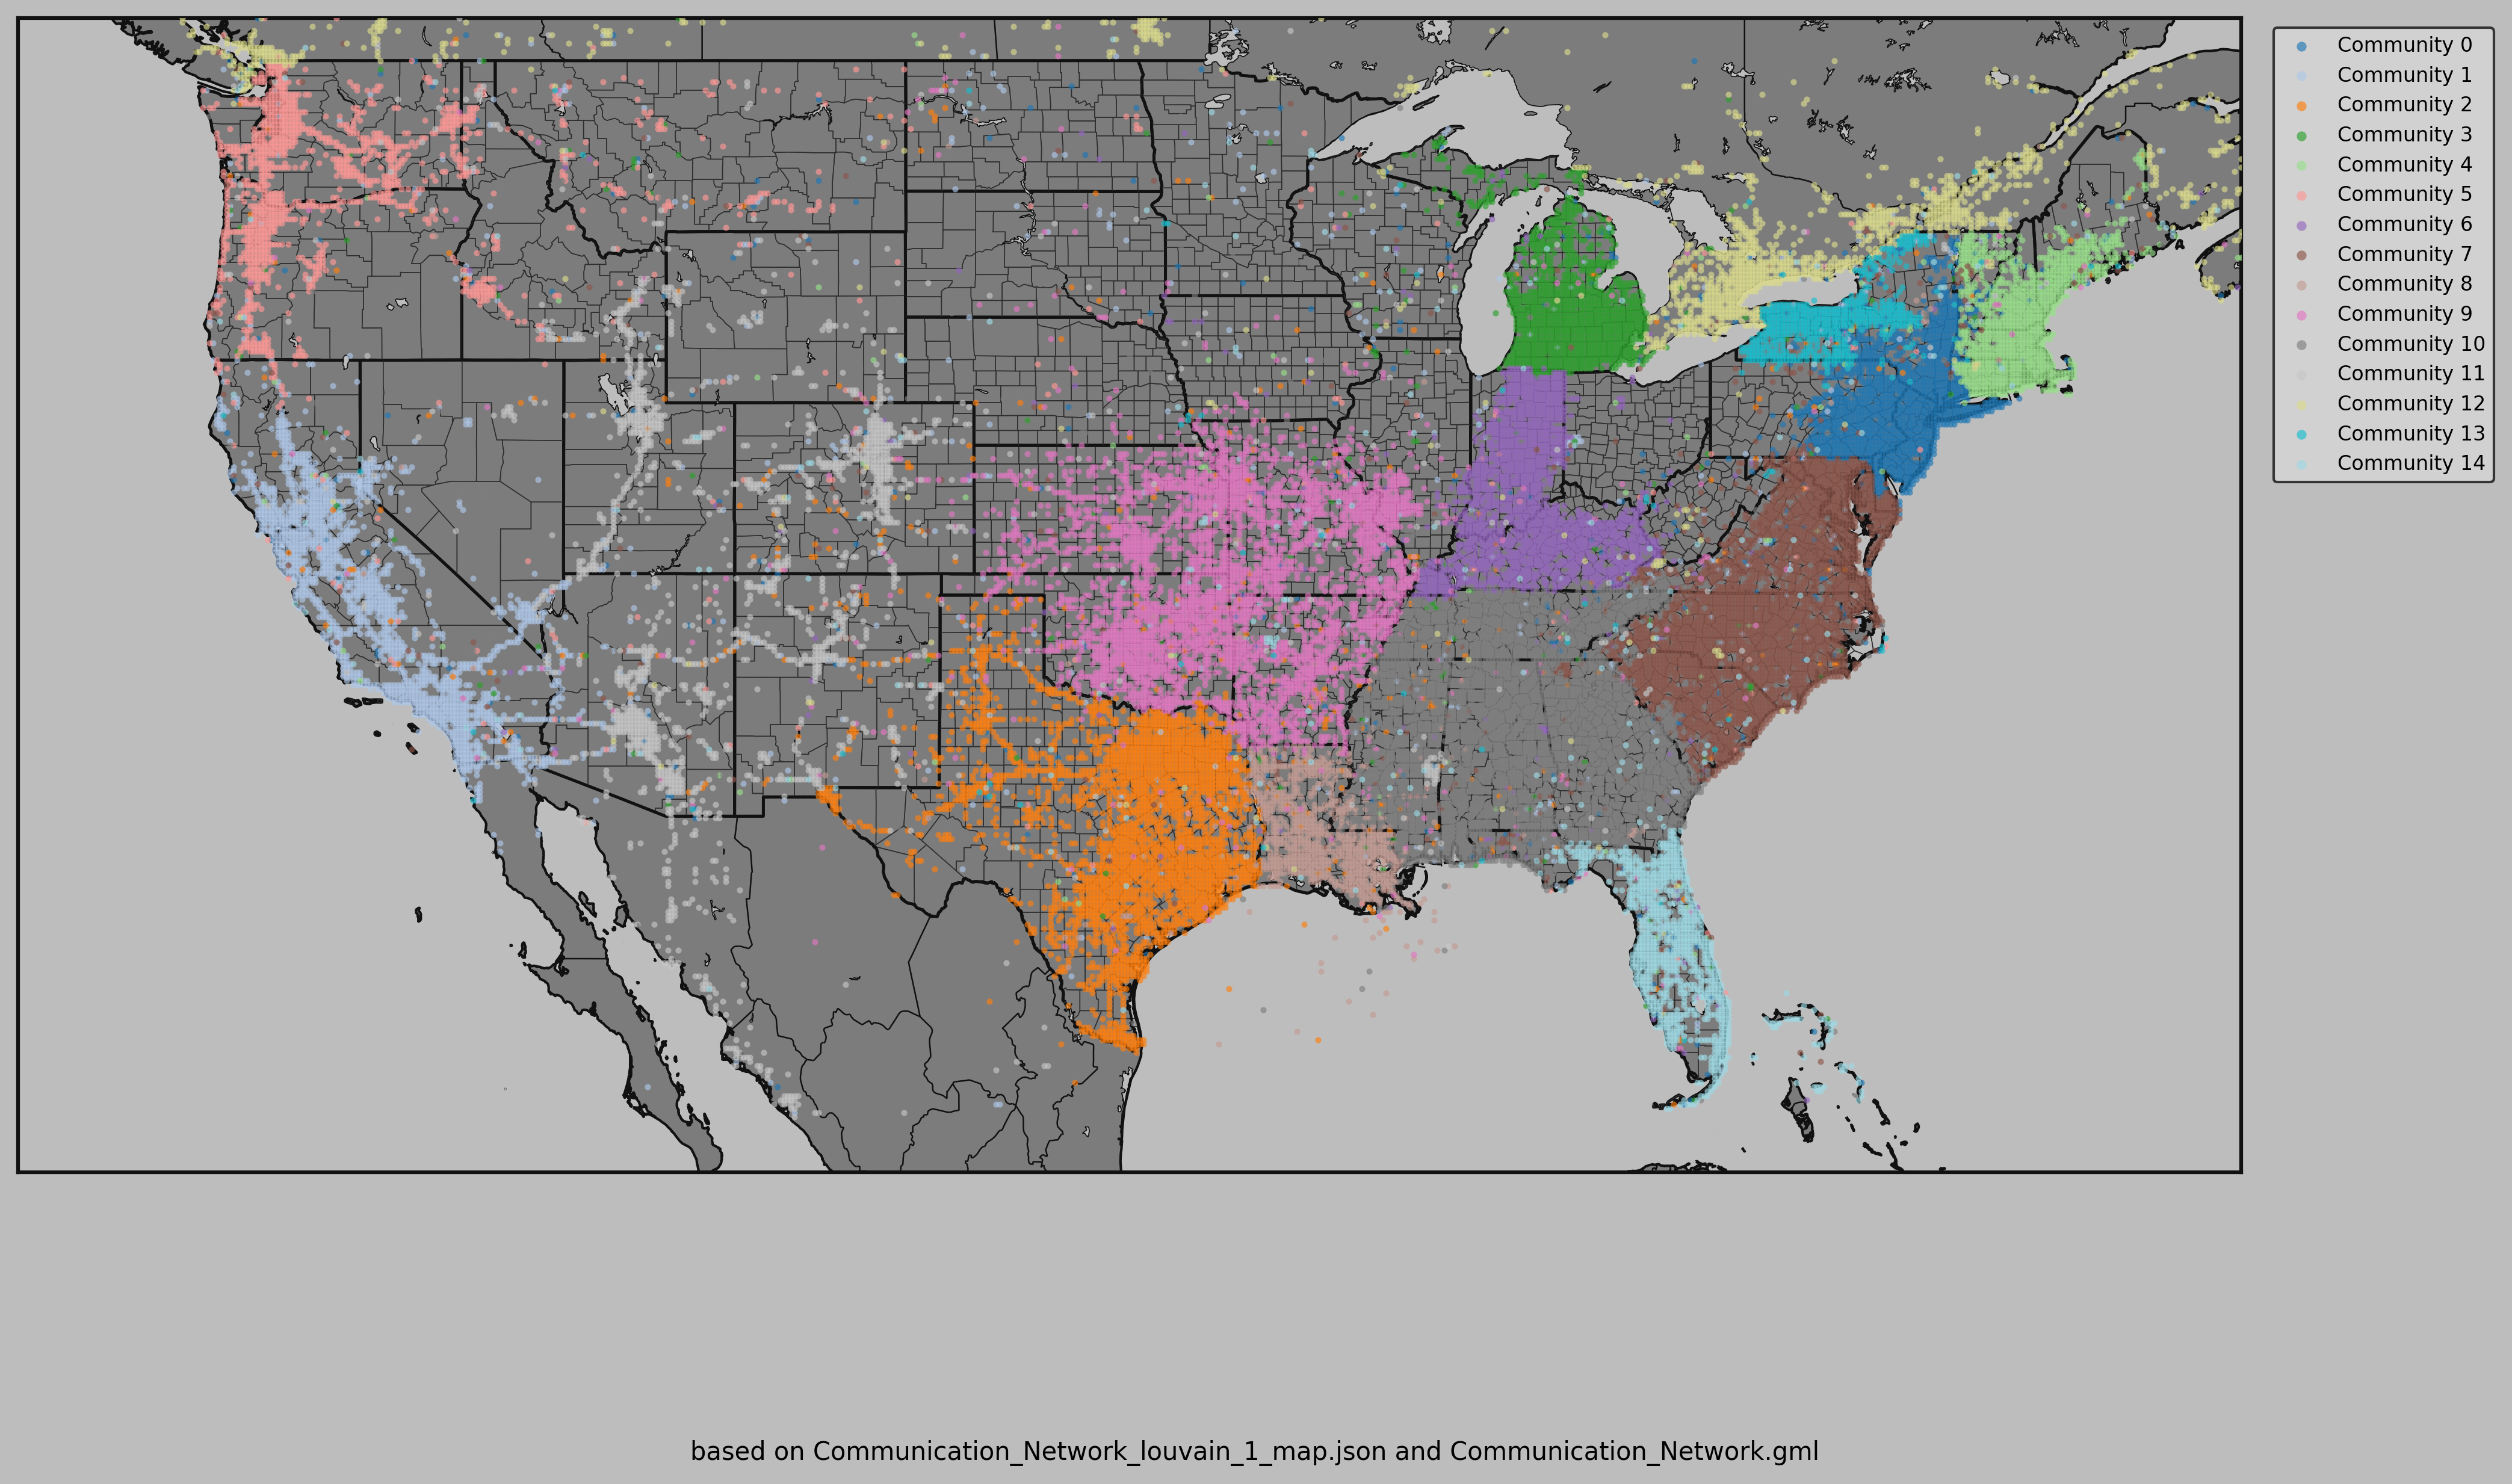 Community 0
Community 1
Community 2
Community 3
Community 4
Community 5
Community 6
Community 7
Community 8
Community 9
Community 10
Community 11
Community 12
Community 13
Community 14
based on Communication_Network_louvain_1_map.json and Communication_Network.gml